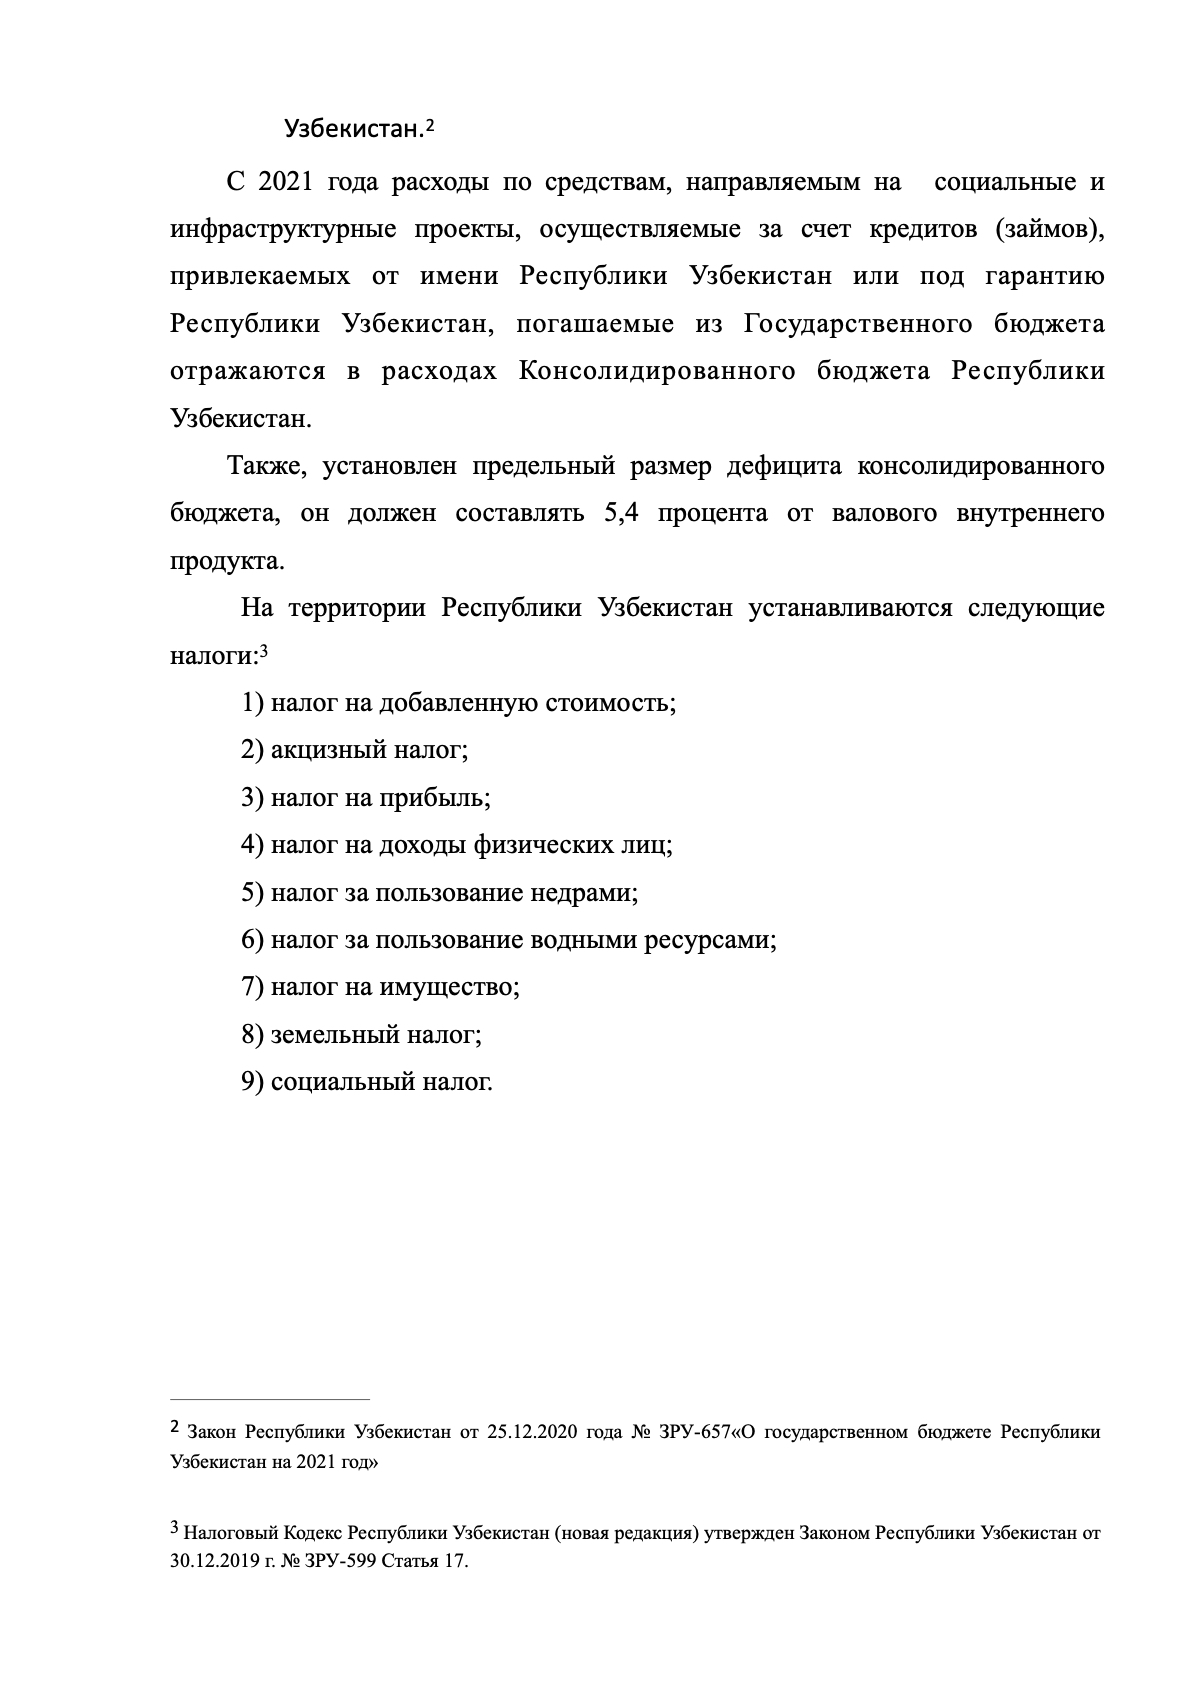 Узбекистан.2
С 2021 года расходы по средствам, направляемым на социальные и
инфраструктурные проекты, осуществляемые за счет кредитов (займов),
привлекаемых от имени Республики Узбекистан или под гарантию
Республики Узбекистан, погашаемые из Государственного бюджета
отражаются в расходах Консолидированного бюджета Республики
Узбекистан.
Также, установлен предельный размер дефицита консолидированного
бюджета, он должен составлять 5,4 процента от валового внутреннего
продукта.
На территории Республики Узбекистан устанавливаются следующие
налоги:3
1) налог на добавленную стоимость;
2) акцизный налог;
3) налог на прибыль;
4) налог на доходы физических лиц;
5) налог за пользование недрами;
6) налог за пользование водными ресурсами;
7) налог на имущество;
8) земельный налог;
9) социальный налог.
2 Закон Республики Узбекистан от 25.12.2020 года № ЗРУ-657«О государственном бюджете Республики
Узбекистан на 2021 год»
3 Налоговый Кодекс Республики Узбекистан (новая редакция) утвержден Законом Республики Узбекистан от
30.12.2019 г. № ЗРУ-599 Статья 17.